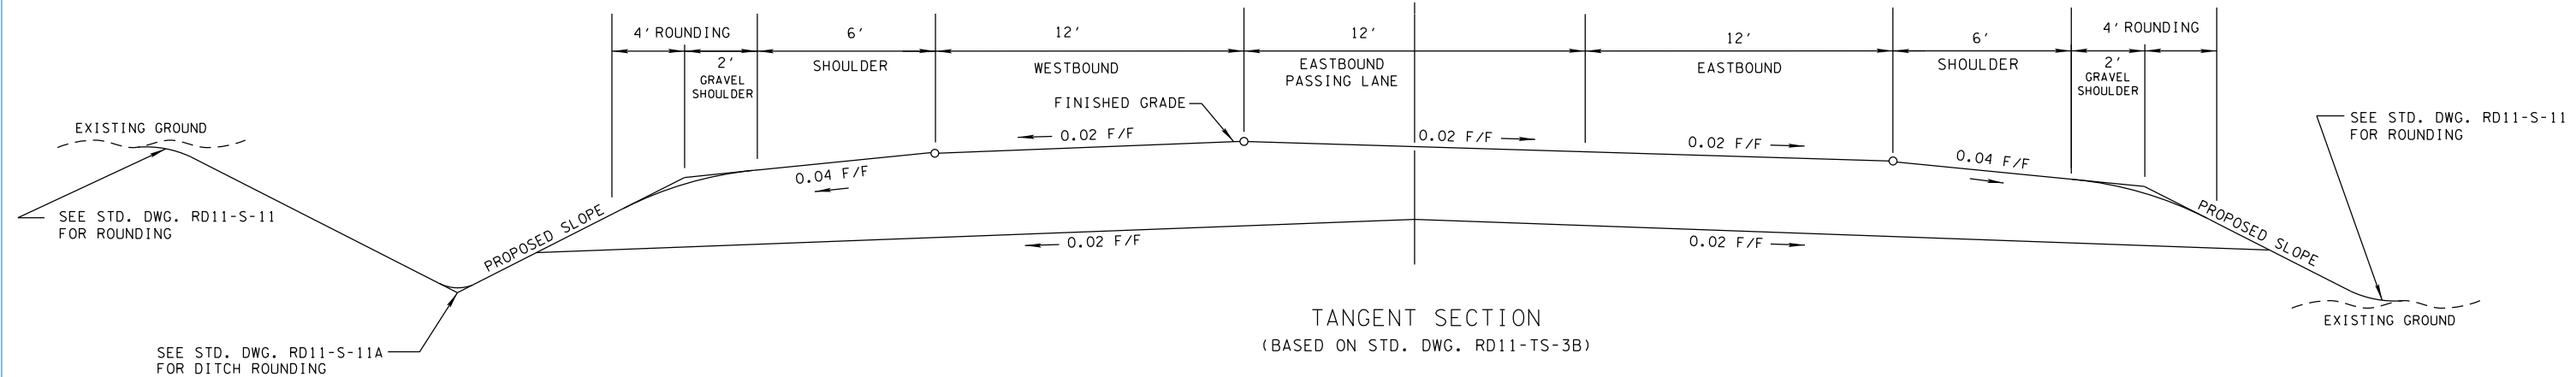 4' ROUNDING
6'
12'
12'
12'
6'
4' ROUNDING
2'
GRAVEL
SHOULDER
SHOULDER
WESTBOUND
EASTBOUND
PASSING LANE
EASTBOUND
SHOULDER
2'
GRAVEL
SHOULDER
FINISHED GRADE
EXISTING GROUND
0.02 F/F
0.02 F/F
0.02 F/F
SEE STD. DWG. RD11-S-11
FOR ROUNDING
0.04 F/F
0.04 F/F
SEE STD. DWG. RD11-S-11
FOR ROUNDING
PROPOSED SLOPE
0.02 F/F
0.02 F/F
PROPOSED SLOPE
TANGENT SECTION
(BASED ON STD. DWG. RD11-TS-3B)
EXISTING GROUND
SEE STD. DWG. RD11-S-11A
FOR DITCH ROUNDING